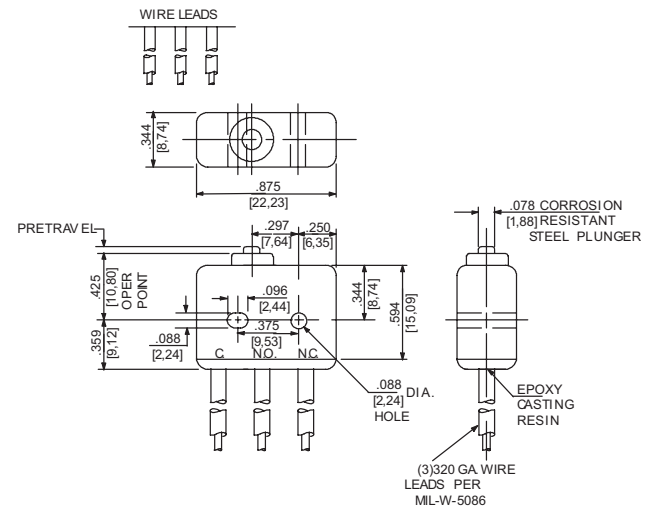 WIRE LEADS
.344
[8,74]
.875
[22,23]
PRETRAVEL
.297
[7,64]
.250
[6,35]
.078 CORROSION
[1,88] RESISTANT
STEEL PLUNGER
.425
[10,80]
OPER
POINT
.096
[2,44]
.344
[8,74]
.594
[15,09]
.359
[9,12]
.088
[2,24]
.375
[9,53]
C. N.O. N.C.
.088 DIA.
[2,24] HOLE
EPOXY
CASTING
RESIN
(3)320 GA. WIRE
LEADS PER
MIL-W-5086